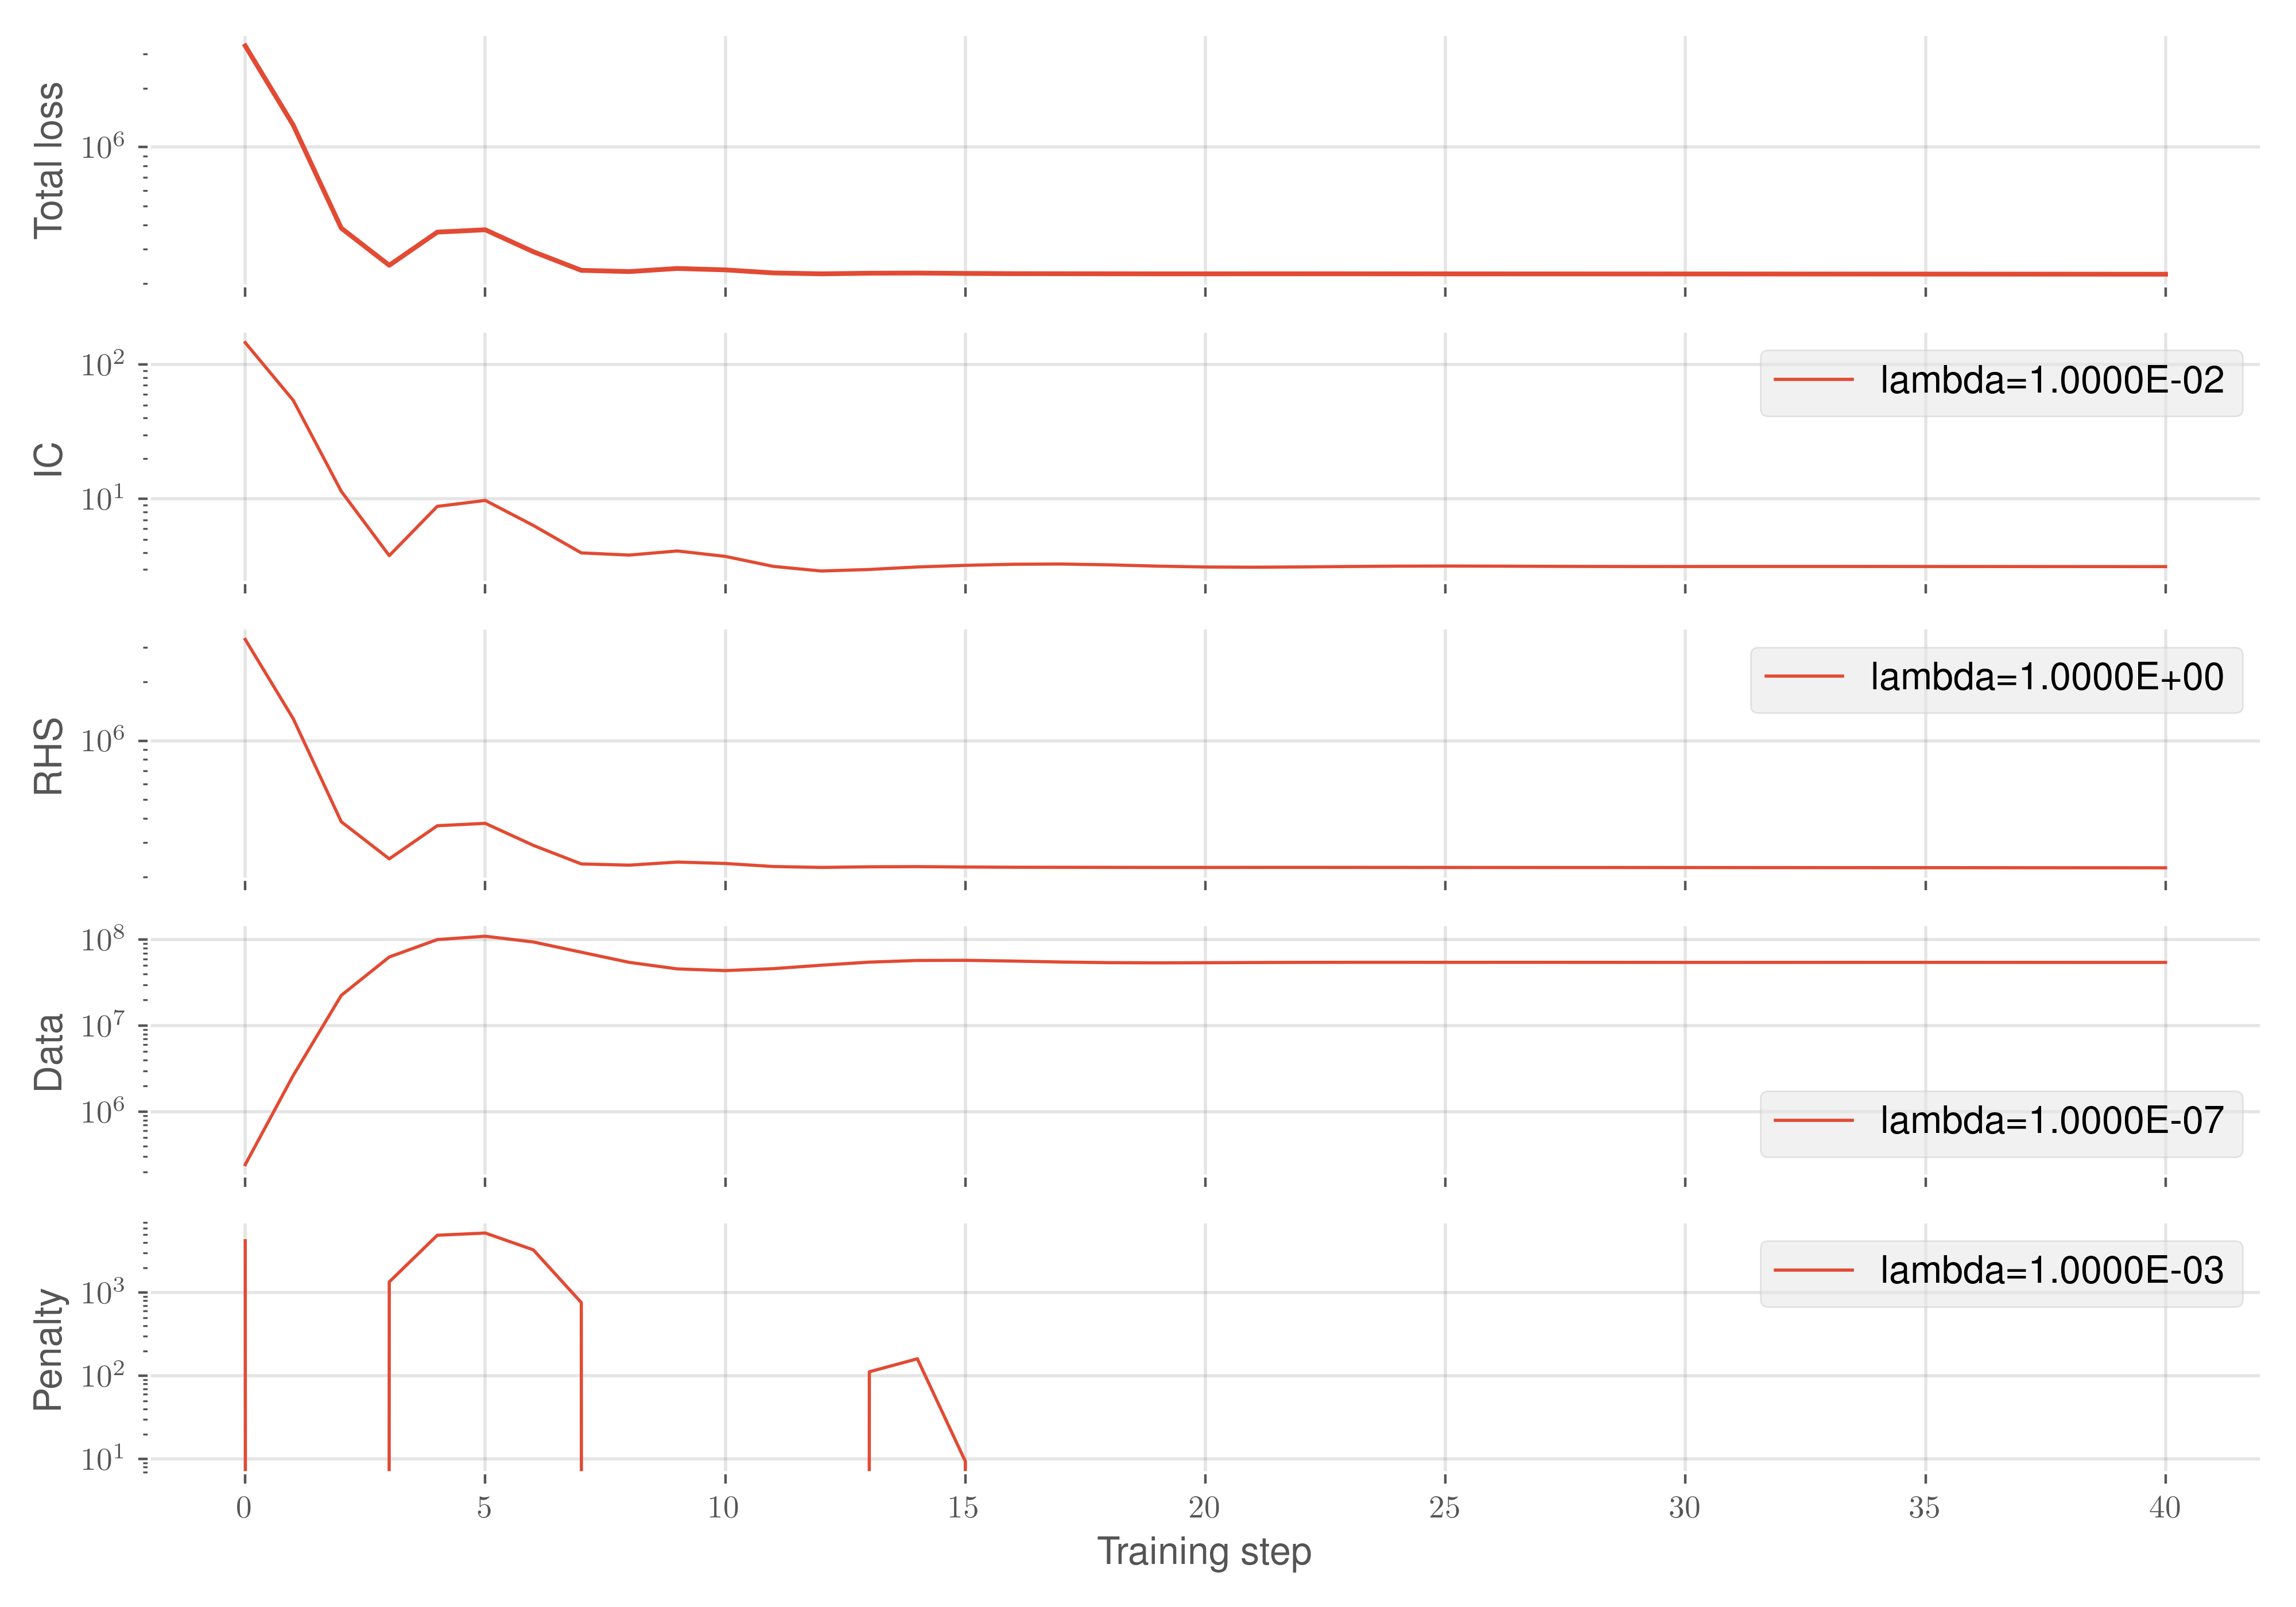 Total loss
10^6
IC
10^2
10^1
lambda=1.0000E-02
RHS
10^6
lambda=1.0000E+00
Data
10^8
10^7
10^6
lambda=1.0000E-07
Penalty
10^3
10^2
10^1
lambda=1.0000E-03
0 5 10 15 20 25 30 35 40
Training step